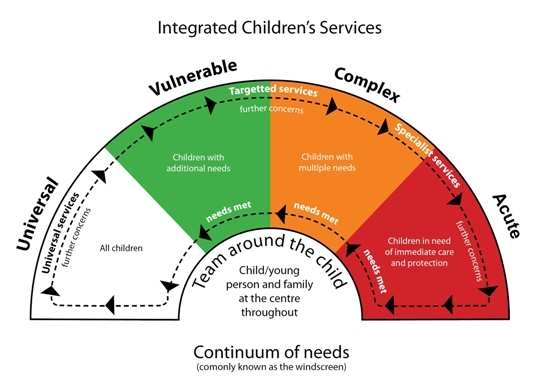 Integrated Children's Services
Universal
Vulnerable
Complex
Acute
Universal services
further concerns
Targetted services
further concerns
Specialist services
further concerns
All children
Children with
additional needs
Children with
multiple needs
Children in need
of immediate care
and protection
needs met
needs met
needs met
Team around the child
Child/young
person and family
at the centre
throughout
Continuum of needs
(comonly known as the windscreen)